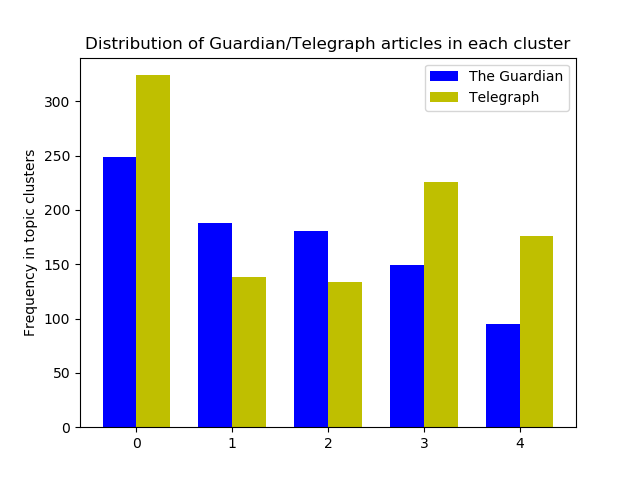 Distribution of Guardian/Telegraph articles in each cluster
The Guardian
Telegraph
Frequency in topic clusters
300
250
200
150
100
50
0
0 1 2 3 4